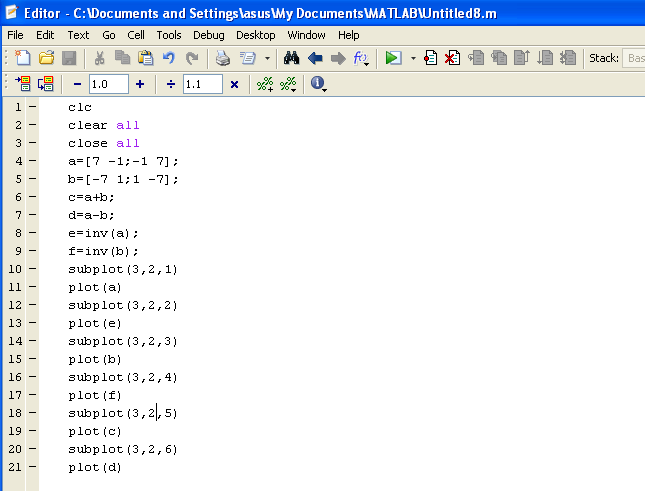 Editor - C:\Documents and Settings\asus\My Documents\MATLAB\Untitled8.m
File Edit Text Go Cell Tools Debug Desktop Window Help
Stack: Bas
− 1.0 + ÷ 1.1 ×
1 − clc
2 − clear all
3 − close all
4 − a=[7 -1;-1 7];
5 − b=[-7 1;1 -7];
6 − c=a+b;
7 − d=a-b;
8 − e=inv(a);
9 − f=inv(b);
10 − subplot(3,2,1)
11 − plot(a)
12 − subplot(3,2,2)
13 − plot(e)
14 − subplot(3,2,3)
15 − plot(b)
16 − subplot(3,2,4)
17 − plot(f)
18 − subplot(3,2,5)
19 − plot(c)
20 − subplot(3,2,6)
21 − plot(d)